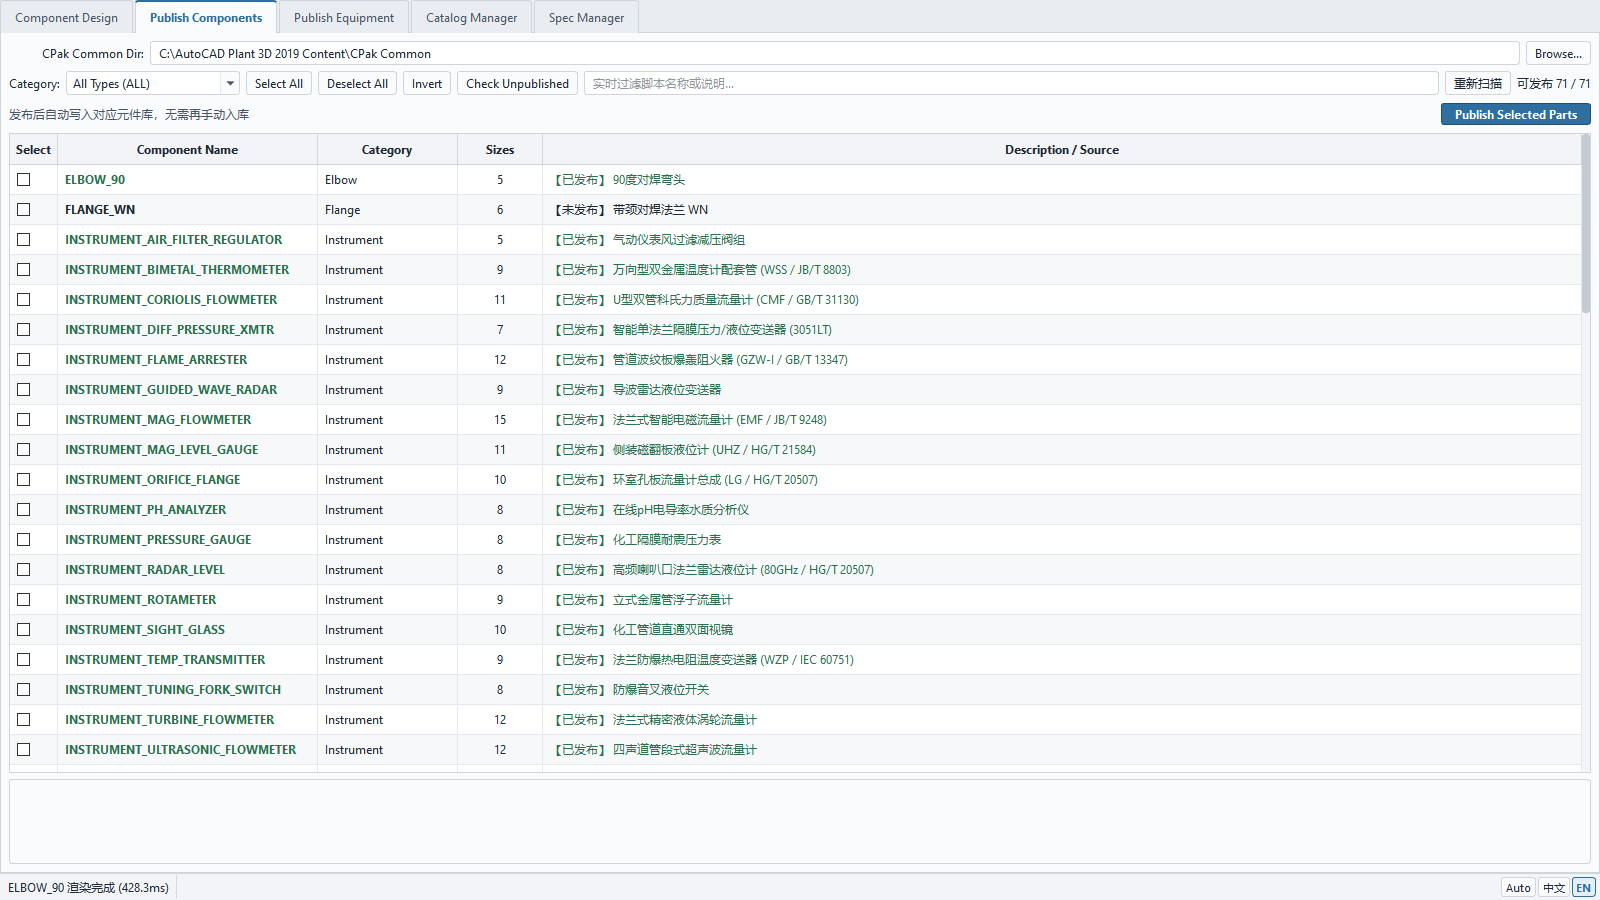 Component Design Publish Components Publish Equipment Catalog Manager Spec Manager
CPak Common Dir: C:\AutoCAD Plant 3D 2019 Content\CPak Common Browse...
Category: All Types (ALL) Select All Deselect All Invert Check Unpublished 实时过滤脚本名称或说明... 重新扫描 可发布 71 / 71
发布后自动写入对应元件库，无需再手动入库 Publish Selected Parts
Select Component Name Category Sizes Description / Source
ELBOW_90 Elbow 5 【已发布】 90度对焊弯头
FLANGE_WN Flange 6 【未发布】 带颈对焊法兰 WN
INSTRUMENT_AIR_FILTER_REGULATOR Instrument 5 【已发布】 气动仪表风过滤减压阀组
INSTRUMENT_BIMETAL_THERMOMETER Instrument 9 【已发布】 万向型双金属温度计配套管 (WSS / JB/T 8803)
INSTRUMENT_CORIOLIS_FLOWMETER Instrument 11 【已发布】 U型双管科氏力质量流量计 (CMF / GB/T 31130)
INSTRUMENT_DIFF_PRESSURE_XMTR Instrument 7 【已发布】 智能单法兰隔膜压力/液位变送器 (3051LT)
INSTRUMENT_FLAME_ARRESTER Instrument 12 【已发布】 管道波纹板爆轰阻火器 (GZW-I / GB/T 13347)
INSTRUMENT_GUIDED_WAVE_RADAR Instrument 9 【已发布】 导波雷达液位变送器
INSTRUMENT_MAG_FLOWMETER Instrument 15 【已发布】 法兰式智能电磁流量计 (EMF / JB/T 9248)
INSTRUMENT_MAG_LEVEL_GAUGE Instrument 11 【已发布】 侧装磁翻板液位计 (UHZ / HG/T 21584)
INSTRUMENT_ORIFICE_FLANGE Instrument 10 【已发布】 环室孔板流量计总成 (LG / HG/T 20507)
INSTRUMENT_PH_ANALYZER Instrument 8 【已发布】 在线pH电导率水质分析仪
INSTRUMENT_PRESSURE_GAUGE Instrument 8 【已发布】 化工隔膜耐震压力表
INSTRUMENT_RADAR_LEVEL Instrument 8 【已发布】 高频喇叭口法兰雷达液位计 (80GHz / HG/T 20507)
INSTRUMENT_ROTAMETER Instrument 9 【已发布】 立式金属管浮子流量计
INSTRUMENT_SIGHT_GLASS Instrument 10 【已发布】 化工管道直通双面视镜
INSTRUMENT_TEMP_TRANSMITTER Instrument 9 【已发布】 法兰防爆热电阻温度变送器 (WZP / IEC 60751)
INSTRUMENT_TUNING_FORK_SWITCH Instrument 8 【已发布】 防爆音叉液位开关
INSTRUMENT_TURBINE_FLOWMETER Instrument 12 【已发布】 法兰式精密液体涡轮流量计
INSTRUMENT_ULTRASONIC_FLOWMETER Instrument 12 【已发布】 四声道管段式超声波流量计
ELBOW_90 渲染完成 (428.3ms) Auto 中文 EN